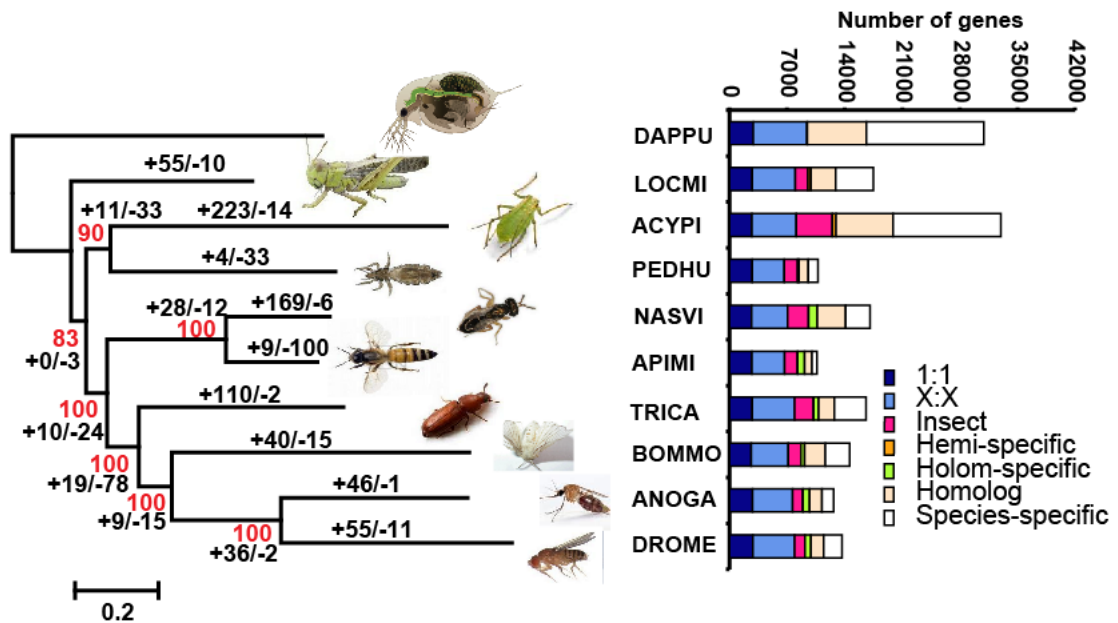 Number of genes
0 7000 14000 21000 28000 35000 42000
DAPPU
+55/-10
LOCMI
+11/-33 +223/-14
90
ACYPI
+4/-33
PEDHU
+28/-12 +169/-6
100
NASVI
83
+0/-3
+9/-100
APIMI
1:1
X:X
Insect
Hemi-specific
Holom-specific
Homolog
Species-specific
+110/-2
100
+10/-24
TRICA
+40/-15
100
+19/-78
BOMMO
+46/-1
100
+9/-15
ANOGA
+55/-11
100
+36/-2
DROME
0.2